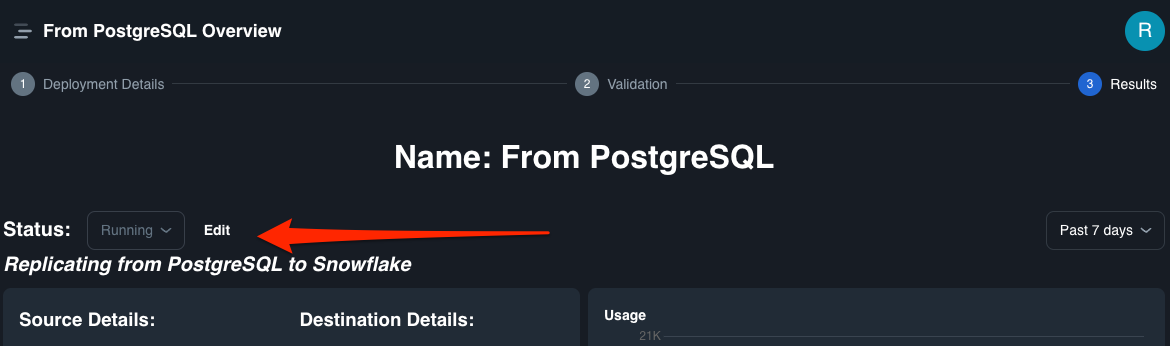 From PostgreSQL Overview
R
1 Deployment Details
2 Validation
3 Results
Name: From PostgreSQL
Status: Running Edit
Past 7 days
Replicating from PostgreSQL to Snowflake
Source Details:
Destination Details:
Usage
21K